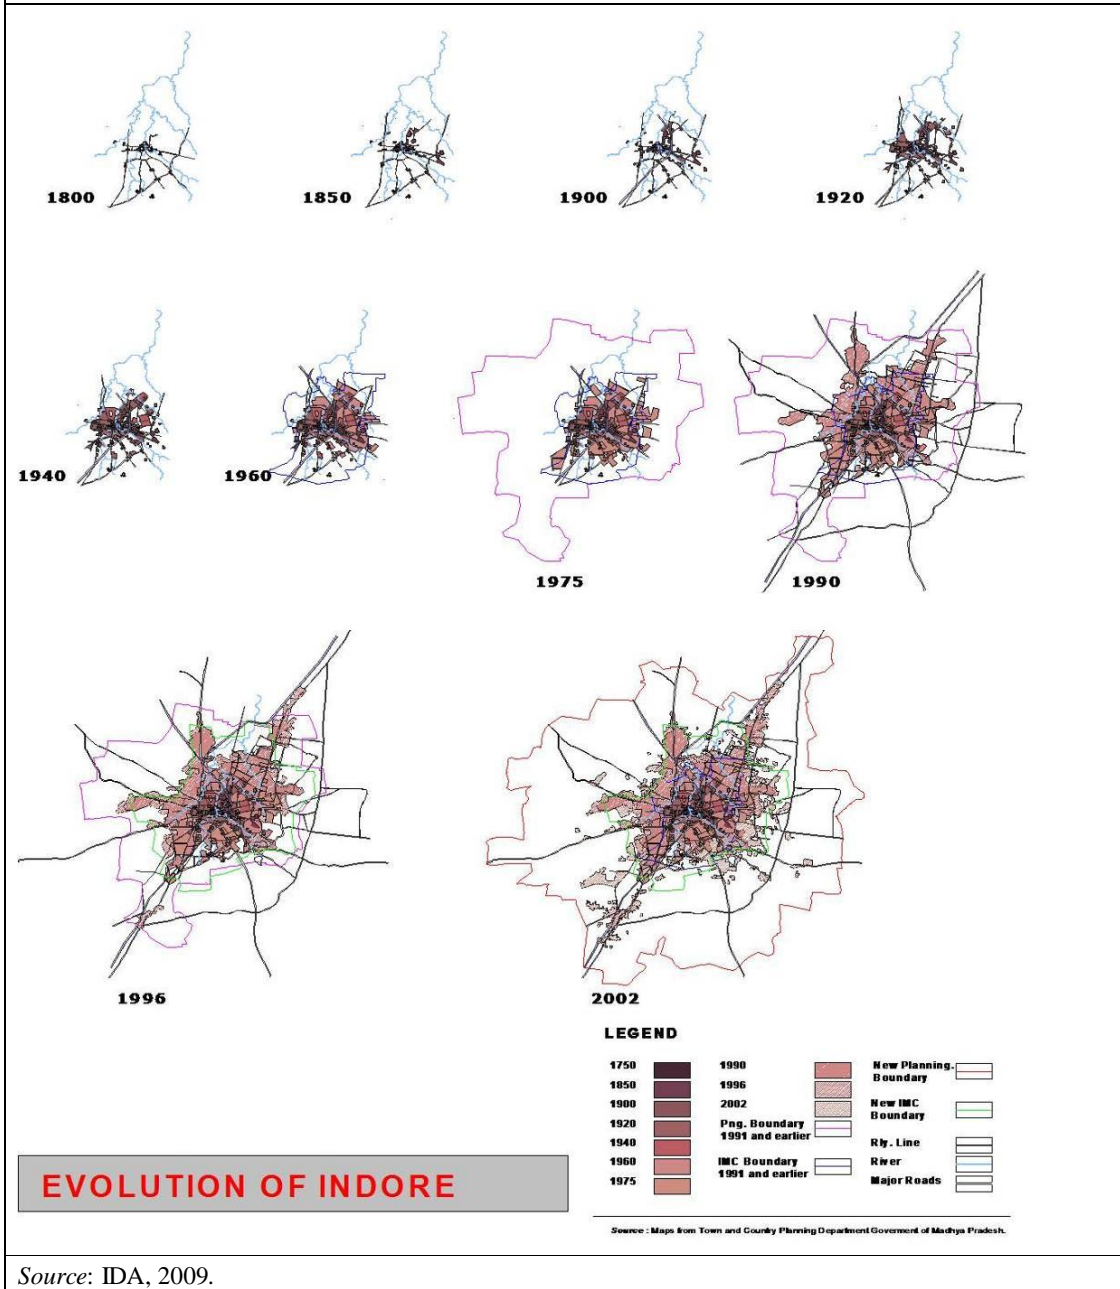 1800
1850
1900
1920
1940
1960
1975
1990
1996
2002
LEGEND
1750
1850
1900
1920
1940
1960
1975
1990
1996
2002
Png. Boundary
1991 and earlier
IMC Boundary
1991 and earlier
New Planning.
Boundary
New IMC
Boundary
Rly. Line
River
Major Roads
EVOLUTION OF INDORE
Source : Maps from Town and Country Planning Department Goverment of Madhya Pradesh.
Source: IDA, 2009.